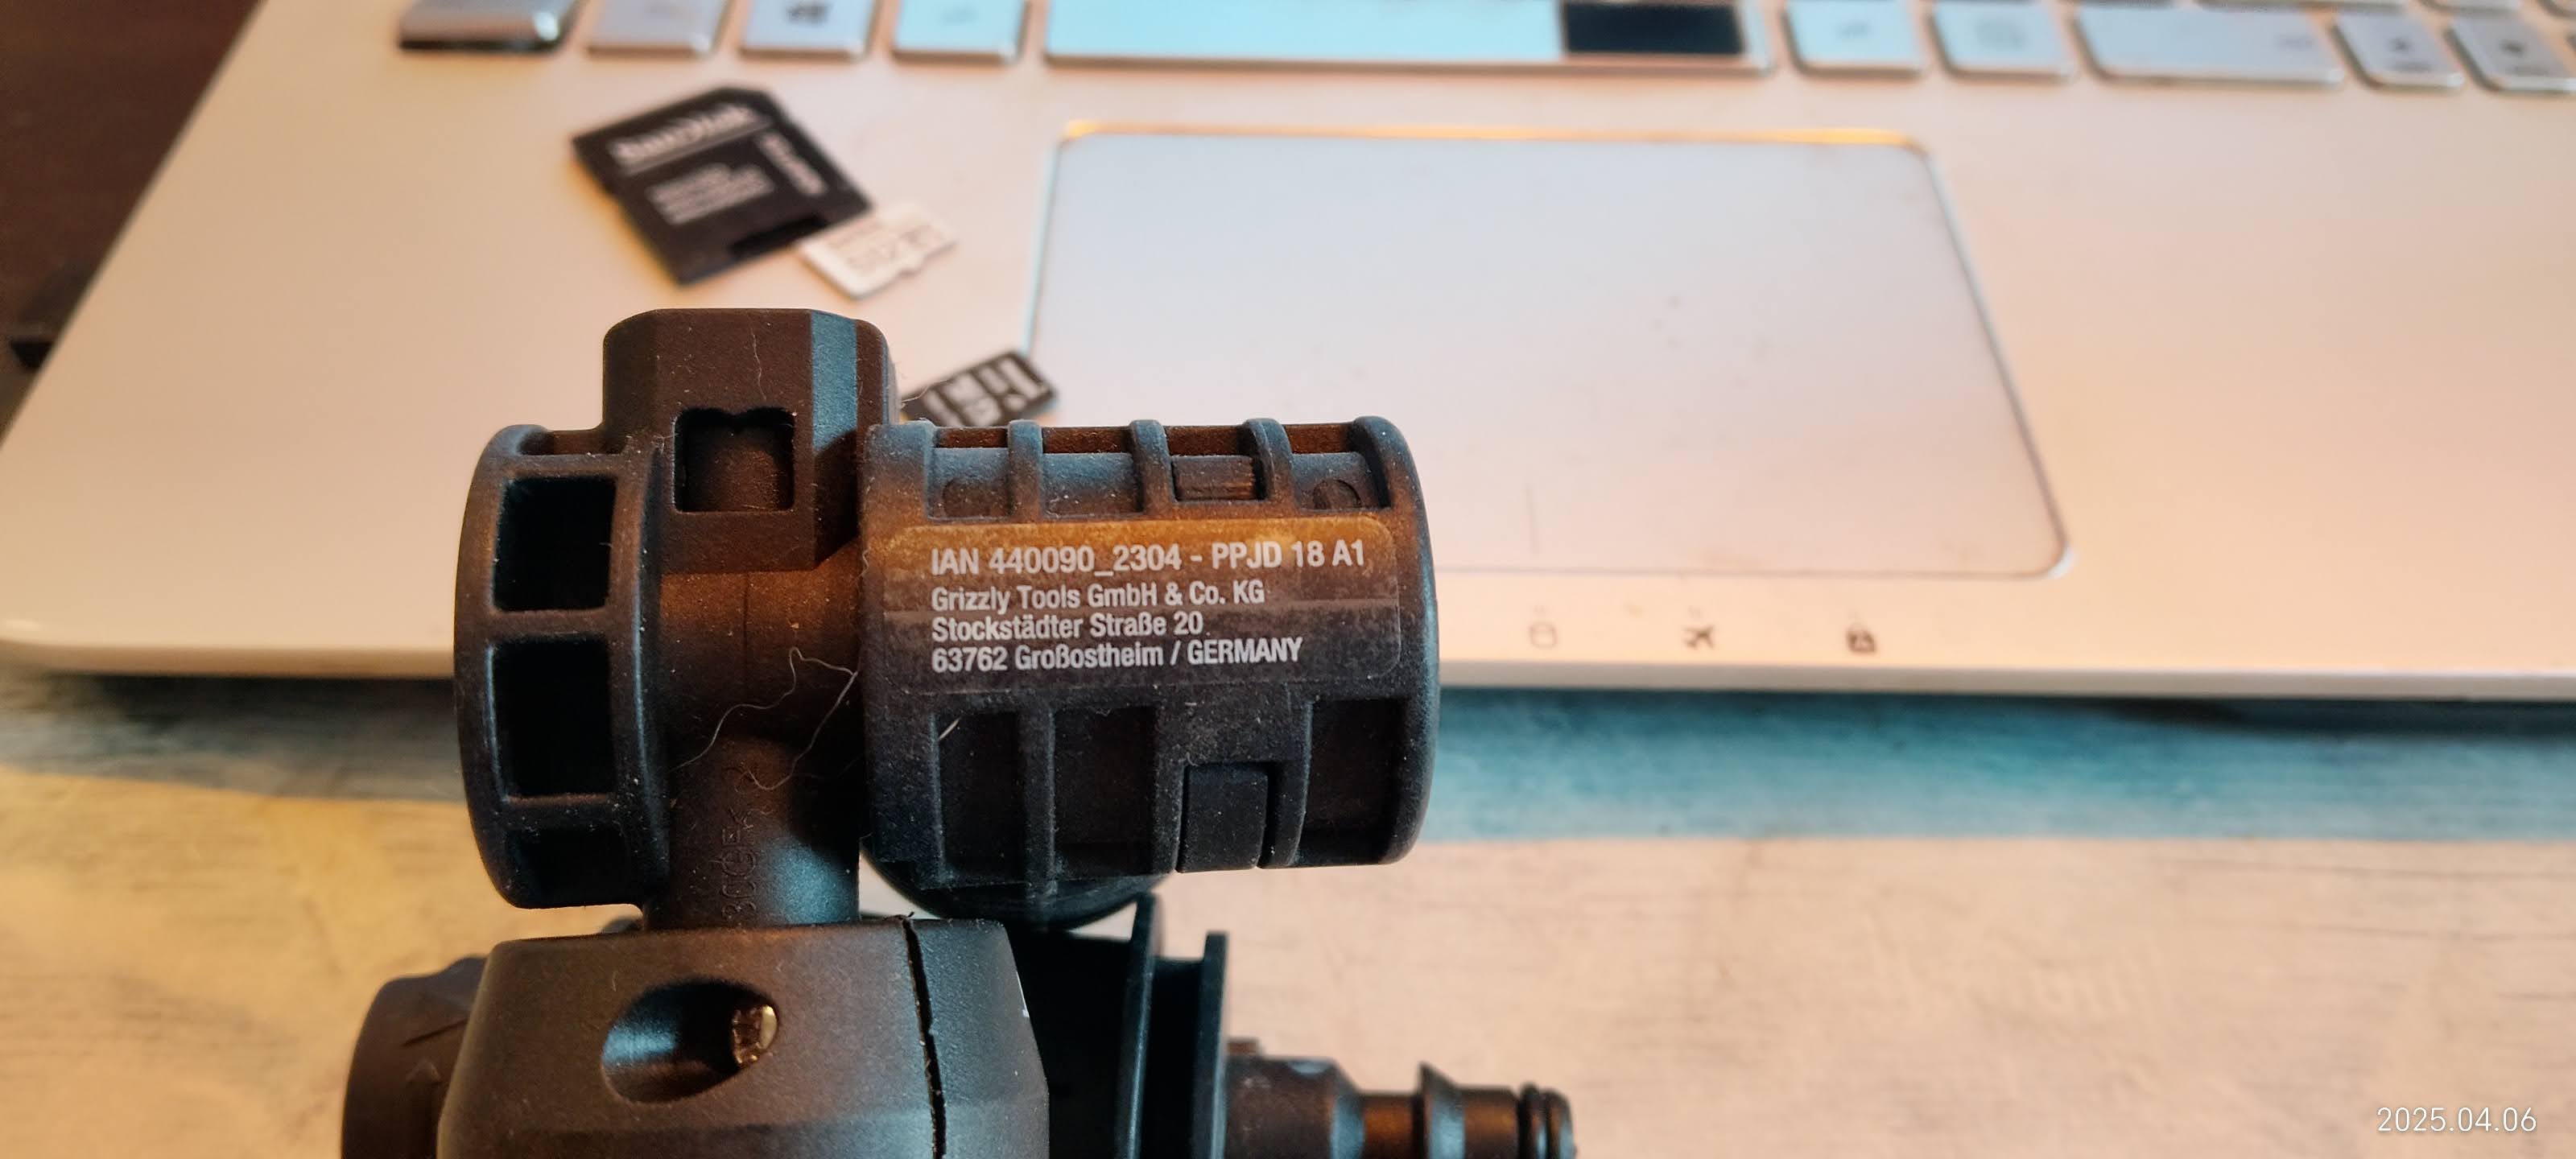 SanDisk
IAN 440090_2304 - PPJD 18 A1
Grizzly Tools GmbH & Co. KG
Stockstädter Straße 20
63762 Großostheim / GERMANY
2025.04.06